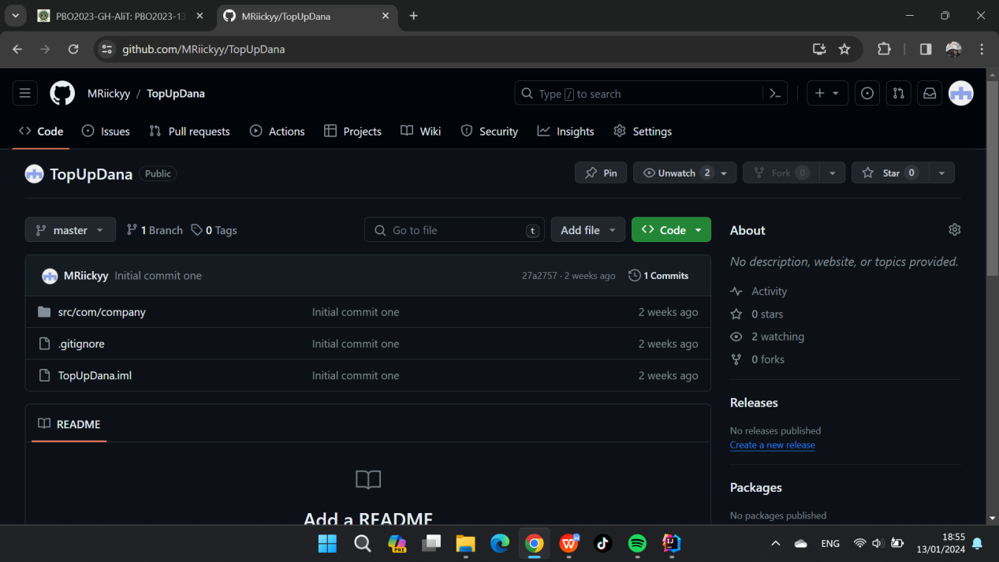 PBO2023-GH-AliT: PBO2023-13
MRiickyy/TopUpDana
github.com/MRiickyy/TopUpDana
MRiickyy / TopUpDana
Type / to search
Code
Issues
Pull requests
Actions
Projects
Wiki
Security
Insights
Settings
TopUpDana
Public
Pin
Unwatch 2
Fork 0
Star 0
master
1 Branch
0 Tags
Go to file
t
Add file
Code
MRiickyy Initial commit one
27a2757 · 2 weeks ago
1 Commits
src/com/company
Initial commit one
2 weeks ago
.gitignore
Initial commit one
2 weeks ago
TopUpDana.iml
Initial commit one
2 weeks ago
README
Add a README
About
No description, website, or topics provided.
Activity
0 stars
2 watching
0 forks
Releases
No releases published
Create a new release
Packages
No packages published
PRE
W
ENG
18:55
13/01/2024